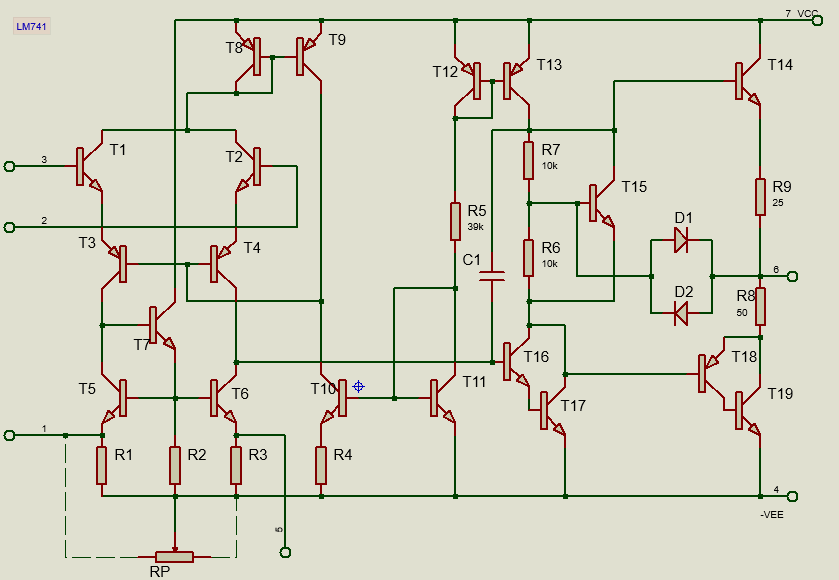 LM741
7 VCC
T8
T9
T12
T13
T14
T1
T2
3
R7
10k
T15
R9
25
2
R5
39k
D1
T3
T4
R6
10k
C1
6
D2
R8
50
T7
T16
T18
T5
T6
T10
T11
T17
T19
1
R1
R2
R3
R4
4
-VEE
5
RP